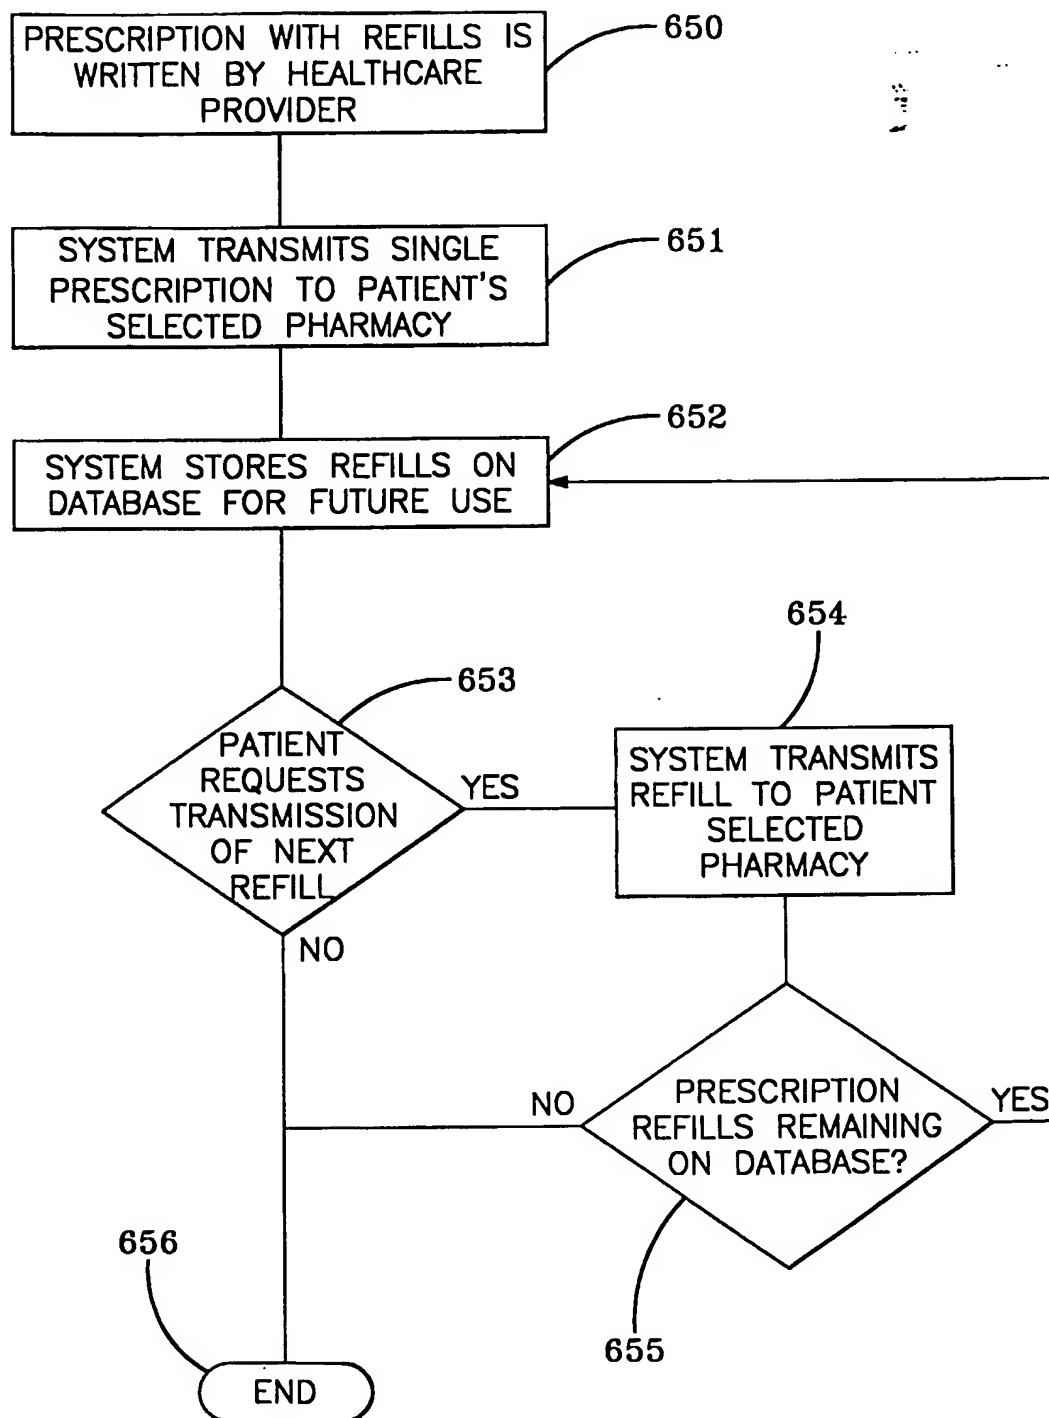 PRESCRIPTION WITH REFILLS IS
WRITTEN BY HEALTHCARE
PROVIDER
650
SYSTEM TRANSMITS SINGLE
PRESCRIPTION TO PATIENT'S
SELECTED PHARMACY
651
SYSTEM STORES REFILLS ON
DATABASE FOR FUTURE USE
652
653
PATIENT
REQUESTS
TRANSMISSION
OF NEXT
REFILL
YES
NO
654
SYSTEM TRANSMITS
REFILL TO PATIENT
SELECTED
PHARMACY
NO
PRESCRIPTION
REFILLS REMAINING
ON DATABASE?
YES
655
656
END